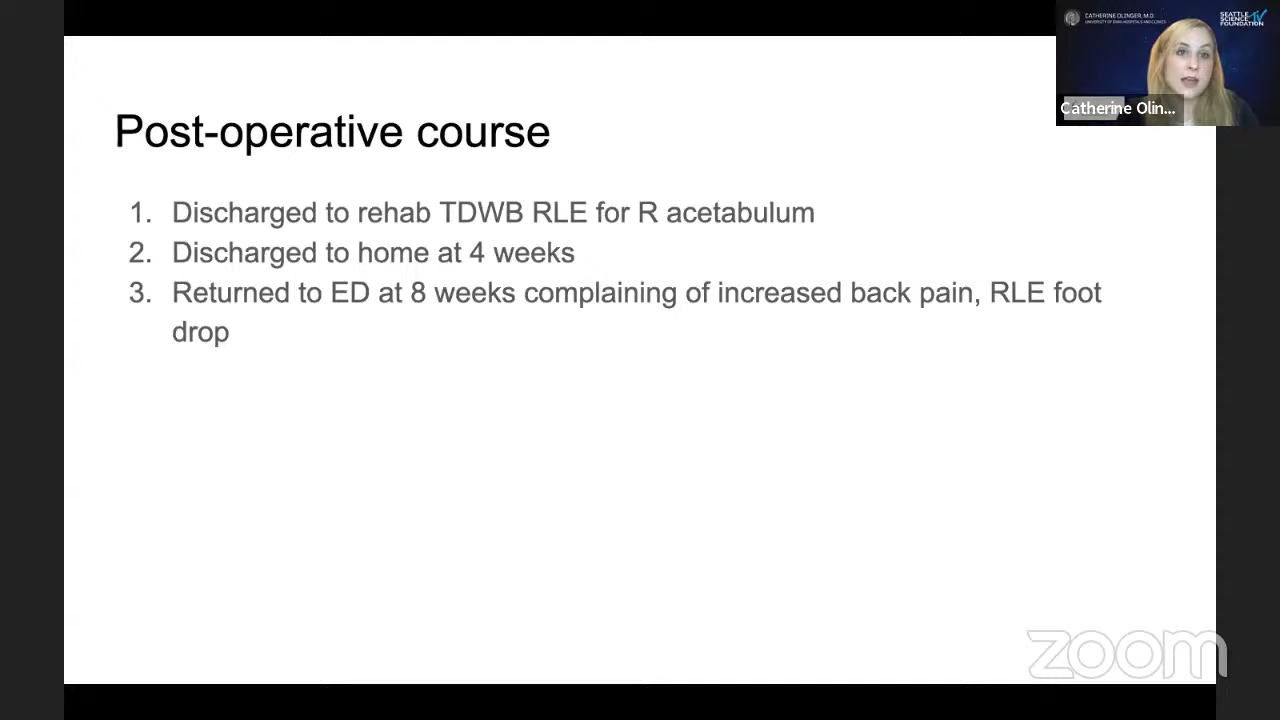 CATHERINE OLINGER, M.D.
UNIVERSITY OF IOWA HOSPITALS AND CLINICS
SEATTLE
SCIENCE TV
FOUNDATION
Catherine Olin...
Post-operative course
1. Discharged to rehab TDWB RLE for R acetabulum
2. Discharged to home at 4 weeks
3. Returned to ED at 8 weeks complaining of increased back pain, RLE foot
drop
zoom